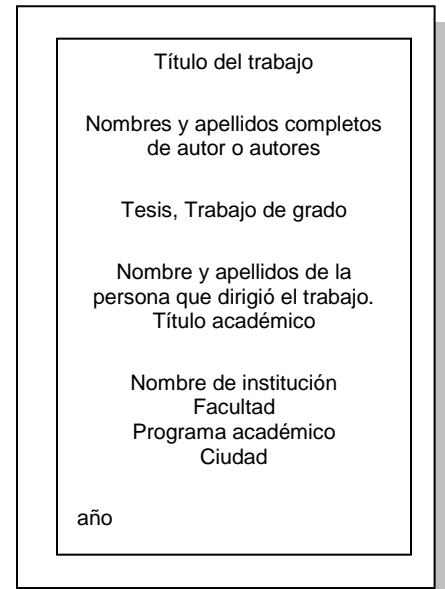 Título del trabajo
Nombres y apellidos completos
de autor o autores
Tesis, Trabajo de grado
Nombre y apellidos de la
persona que dirigió el trabajo.
Título académico
Nombre de institución
Facultad
Programa académico
Ciudad
año